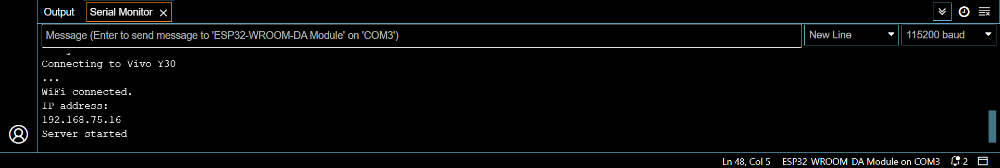 Output
Serial Monitor
Message (Enter to send message to 'ESP32-WROOM-DA Module' on 'COM3')
New Line
115200 baud
Connecting to Vivo Y30
...
WiFi connected.
IP address:
192.168.75.16
Server started
Ln 48, Col 5
ESP32-WROOM-DA Module on COM3
2